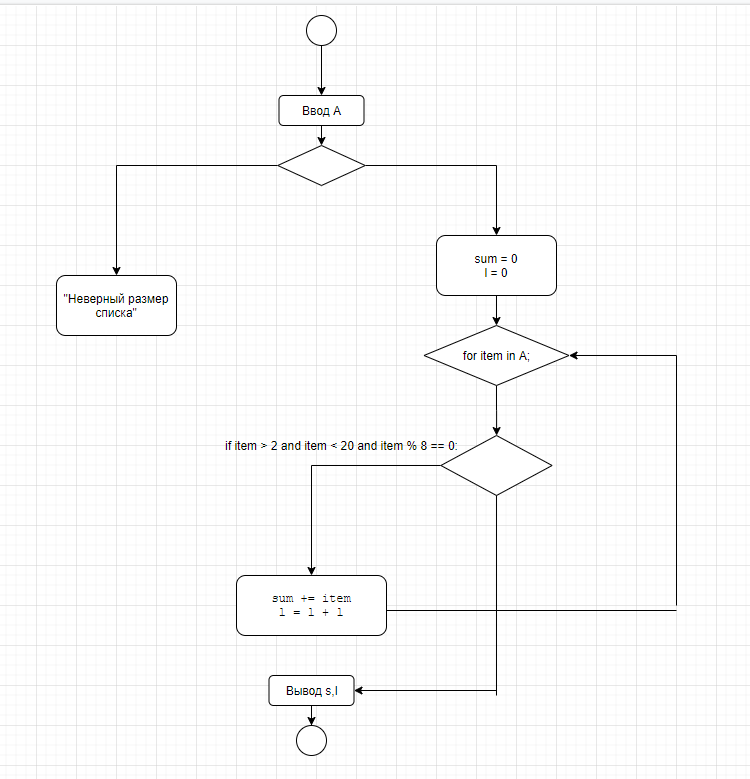 Ввод A
sum = 0
l = 0
"Неверный размер
списка"
for item in A;
if item > 2 and item < 20 and item % 8 == 0:
sum += item
l = l + 1
Вывод s,l